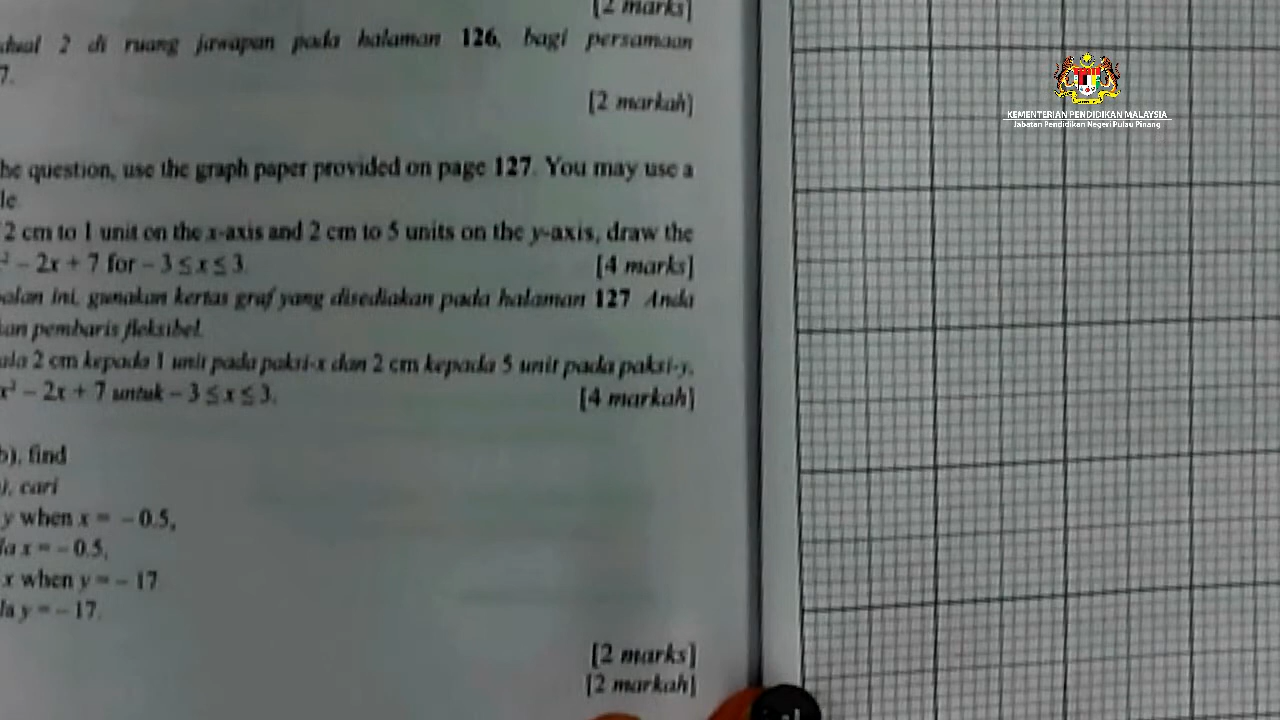 [2 marks]
dual 2 di ruang jawapan pada halaman 126, bagi persamaan
7.
[2 markah]
he question, use the graph paper provided on page 127. You may use a
le
2 cm to 1 unit on the x-axis and 2 cm to 5 units on the y-axis, draw the
² – 2x + 7 for – 3 ≤ x ≤ 3. [4 marks]
alan ini, gunakan kertas graf yang disediakan pada halaman 127 Anda
an pembaris fleksibel.
ala 2 cm kepada 1 unit pada paksi-x dan 2 cm kepada 5 unit pada paksi-y,
– 2x + 7 untuk – 3 ≤ x ≤ 3. [4 markah]
b), find
), cari
y when x = – 0.5,
la x = – 0.5,
x when y = – 17
la y = – 17.
[2 marks]
[2 markah]
KEMENTERIAN PENDIDIKAN MALAYSIA
Jabatan Pendidikan Negeri Pulau Pinang